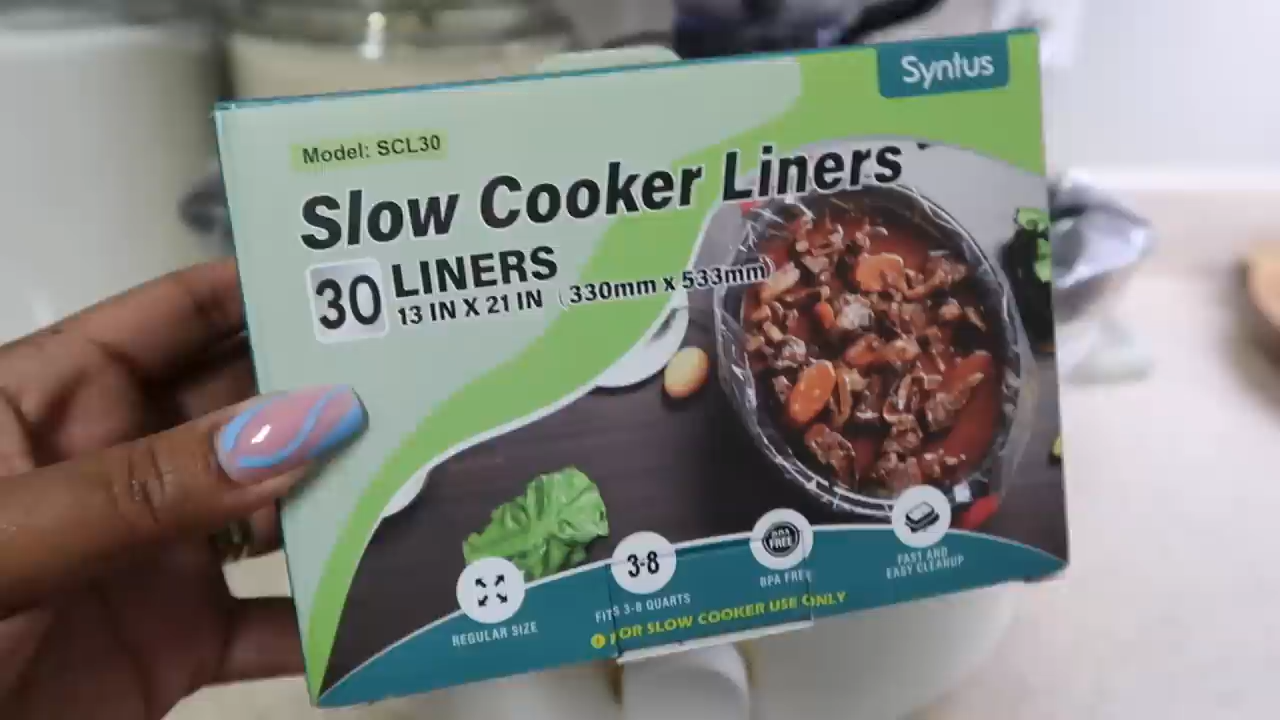 Syntus
Model: SCL30
Slow Cooker Liners
30 LINERS
13 IN X 21 IN (330mm x 533mm)
3-8
BPA
FREE
REGULAR SIZE
FITS 3-8 QUARTS
BPA FREE
FAST AND
EASY CLEANUP
FOR SLOW COOKER USE ONLY